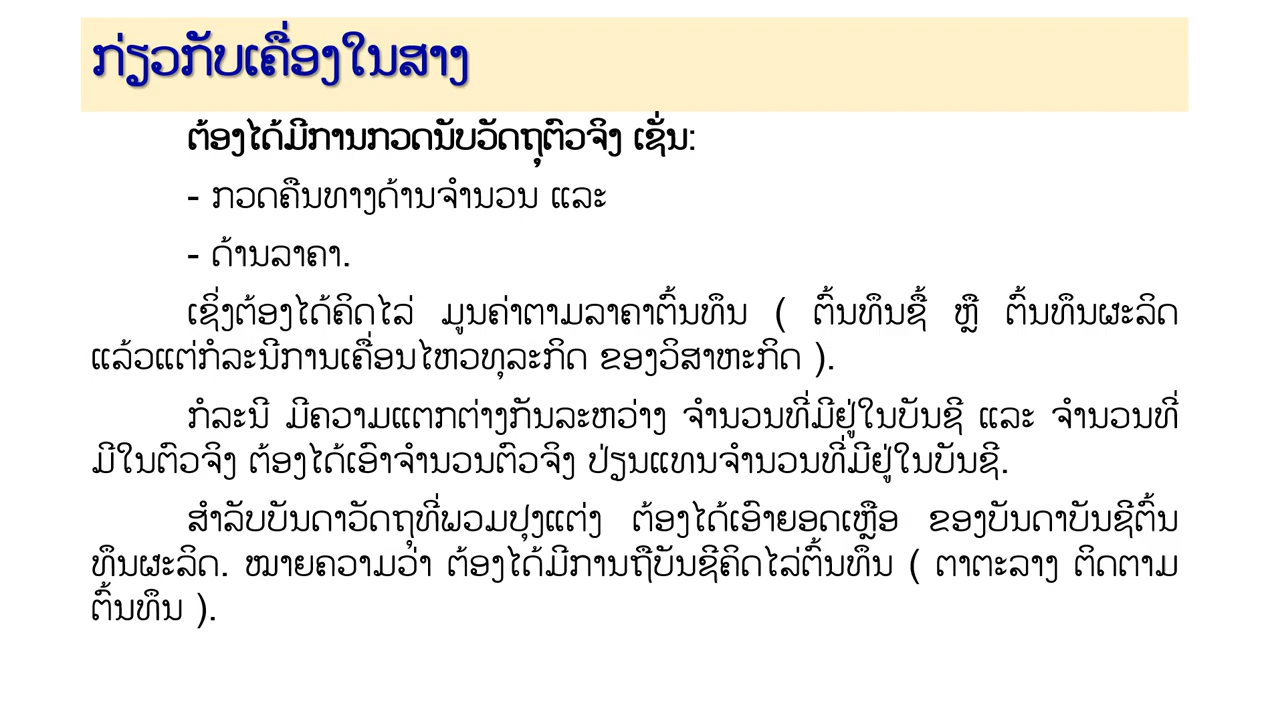 ກ່ຽວກັບເຄື່ອງໃນສາງ
ຕ້ອງໄດ້ມີການກວດນັບວັດຖຸຕົວຈິງ ເຊັ່ນ:
- ກວດຄືນທາງດ້ານຈຳນວນ ແລະ
- ດ້ານລາຄາ.
ເຊິ່ງຕ້ອງໄດ້ຄິດໄລ່ ມູນຄ່າຕາມລາຄາຕົ້ນທຶນ ( ຕົ້ນທຶນຊື້ ຫຼື ຕົ້ນທຶນຜະລິດ
ແລ້ວແຕ່ກໍລະນີການເຄື່ອນໄຫວທຸລະກິດ ຂອງວິສາຫະກິດ ).
ກໍລະນີ ມີຄວາມແຕກຕ່າງກັນລະຫວ່າງ ຈຳນວນທີ່ມີຢູ່ໃນບັນຊີ ແລະ ຈຳນວນທີ່
ມີໃນຕົວຈິງ ຕ້ອງໄດ້ເອົາຈຳນວນຕົວຈິງ ປ່ຽນແທນຈຳນວນທີ່ມີຢູ່ໃນບັນຊີ.
ສຳລັບບັນດາວັດຖຸທີ່ພວມປຸງແຕ່ງ ຕ້ອງໄດ້ເອົາຍອດເຫຼືອ ຂອງບັນດາບັນຊີຕົ້ນ
ທຶນຜະລິດ. ໝາຍຄວາມວ່າ ຕ້ອງໄດ້ມີການຖືບັນຊີຄິດໄລ່ຕົ້ນທຶນ ( ຕາຕະລາງ ຕິດຕາມ
ຕົ້ນທຶນ ).